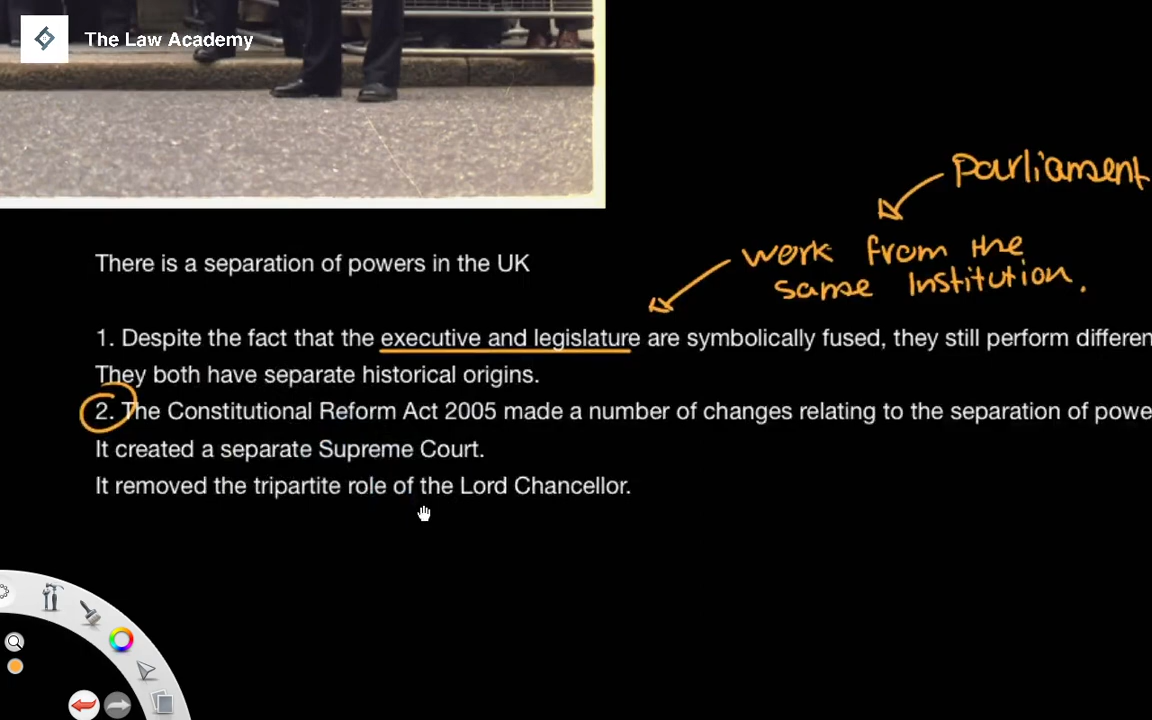 The Law Academy
Parliament
work from the
same Institution.
There is a separation of powers in the UK
1. Despite the fact that the executive and legislature are symbolically fused, they still perform differen
They both have separate historical origins.
2. The Constitutional Reform Act 2005 made a number of changes relating to the separation of powe
It created a separate Supreme Court.
It removed the tripartite role of the Lord Chancellor.